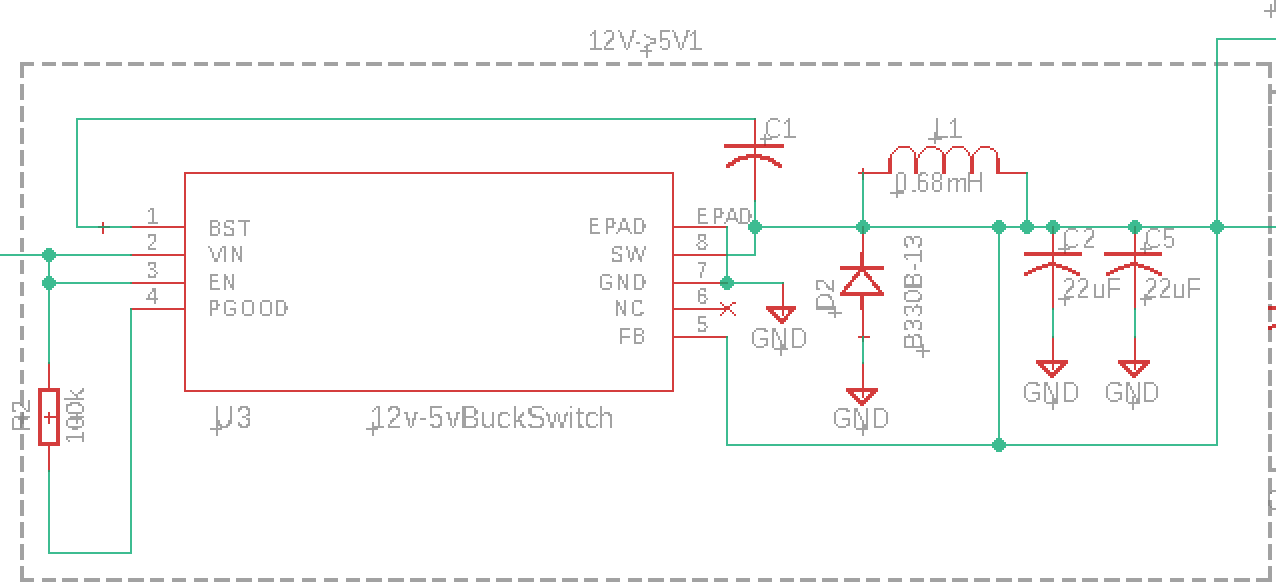 12V->5V1
C1
L1
0.68mH
1
BST
EPAD
EPAD
2
VIN
SW
8
3
EN
GND
7
4
PGOOD
NC
6
FB
5
GND
D2
B330B-13
GND
C2
22uF
GND
C5
22uF
GND
R2
100k
U3
12v-5vBuckSwitch